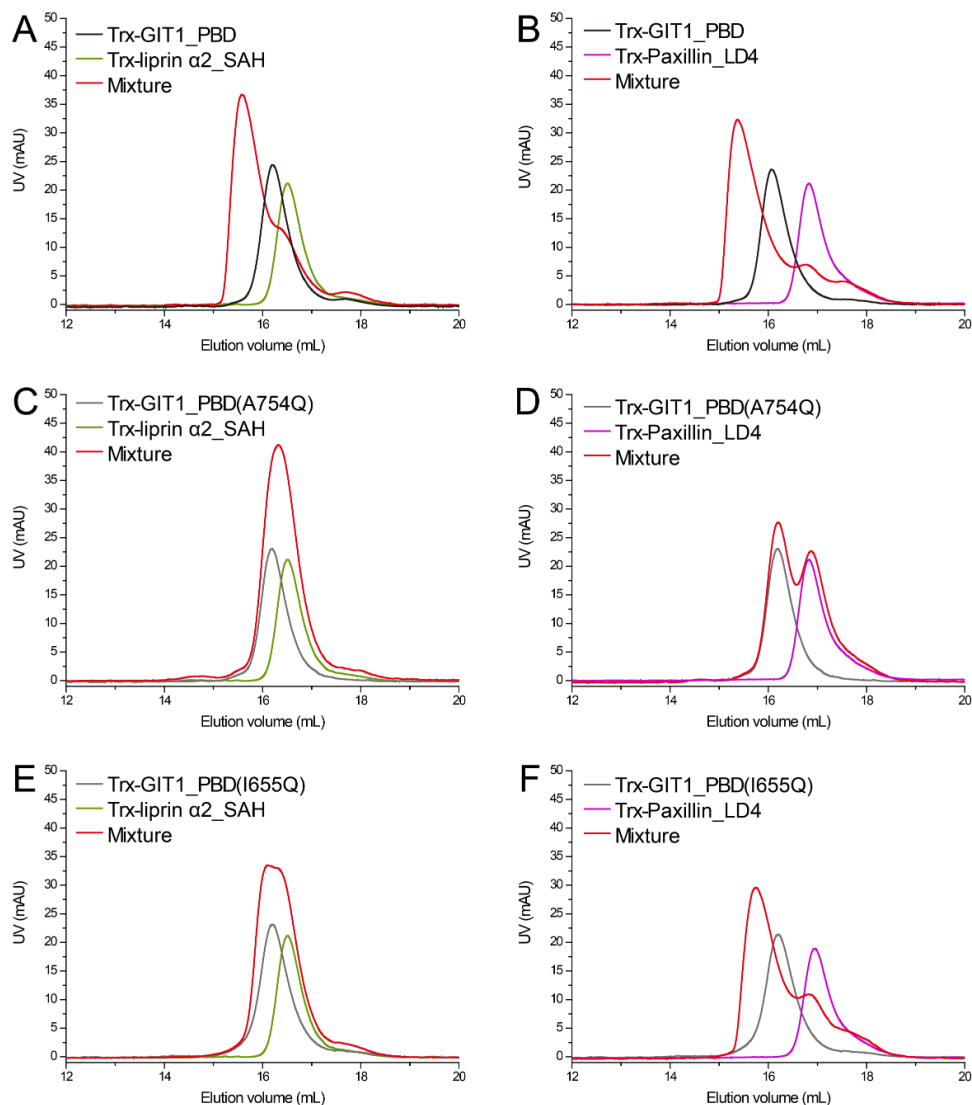 A
Trx-GIT1_PBD
Trx-liprin α2_SAH
Mixture
UV (mAU)
50
45
40
35
30
25
20
15
10
5
0
12 14 16 18 20
Elution volume (mL)
B
Trx-GIT1_PBD
Trx-Paxillin_LD4
Mixture
UV (mAU)
50
45
40
35
30
25
20
15
10
5
0
12 14 16 18 20
Elution volume (mL)
C
Trx-GIT1_PBD(A754Q)
Trx-liprin α2_SAH
Mixture
UV (mAU)
50
45
40
35
30
25
20
15
10
5
0
12 14 16 18 20
Elution volume (mL)
D
Trx-GIT1_PBD(A754Q)
Trx-Paxillin_LD4
Mixture
UV (mAU)
50
45
40
35
30
25
20
15
10
5
0
12 14 16 18 20
Elution volume (mL)
E
Trx-GIT1_PBD(I655Q)
Trx-liprin α2_SAH
Mixture
UV (mAU)
50
45
40
35
30
25
20
15
10
5
0
12 14 16 18 20
Elution volume (mL)
F
Trx-GIT1_PBD(I655Q)
Trx-Paxillin_LD4
Mixture
UV (mAU)
50
45
40
35
30
25
20
15
10
5
0
12 14 16 18 20
Elution volume (mL)